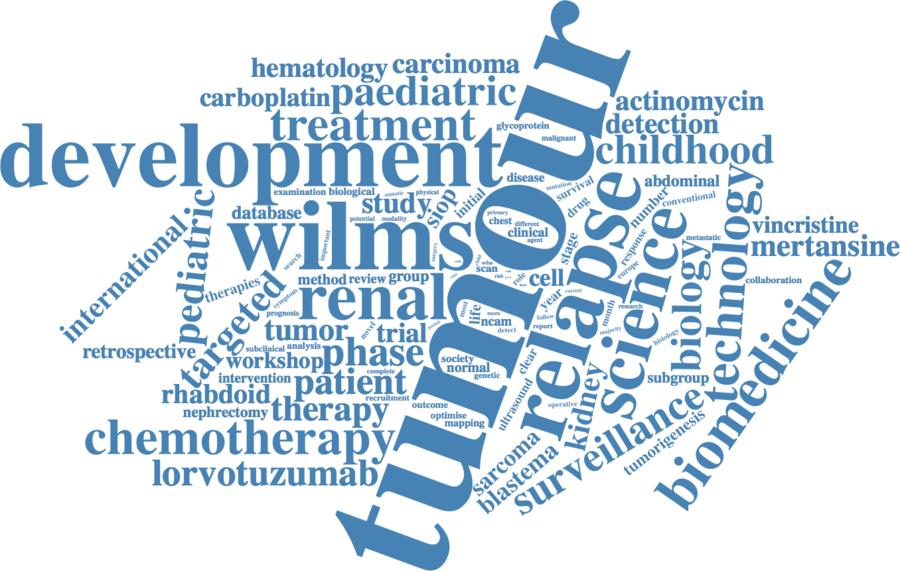 hematology
carcinoma
carboplatin
paediatric
actinomycin
treatment
glycoprotein
malignant
detection
development
tumour
childhood
disease
mutation
survival
abdominal
examination
biological
somatic
physical
study
siop
initial
drug
number
conventional
database
potential
modality
primary
chest
different
clinical
agent
wilms
relapse
international
pediatric
important
surgery
search
stage
response
europe
metastatic
technology
vincristine
mertansine
method
review
group
scan
risk
role
cell
science
biology
collaboration
therapies
symptom
targeted
renal
prognosis
novel
most
life
more
ncam
detect
year
current
follow
report
month
research
majority
histology
biomedicine
tumor
trial
retrospective
subclinical
analysis
workshop
phase
complete
society
normal
genetic
clear
intervention
patient
recruitment
ultrasound
operative
kidney
subgroup
rhabdoid
nephrectomy
therapy
outcome
optimise
mapping
surveillance
tumorigenesis
chemotherapy
sarcoma
blastema
lorvotuzumab